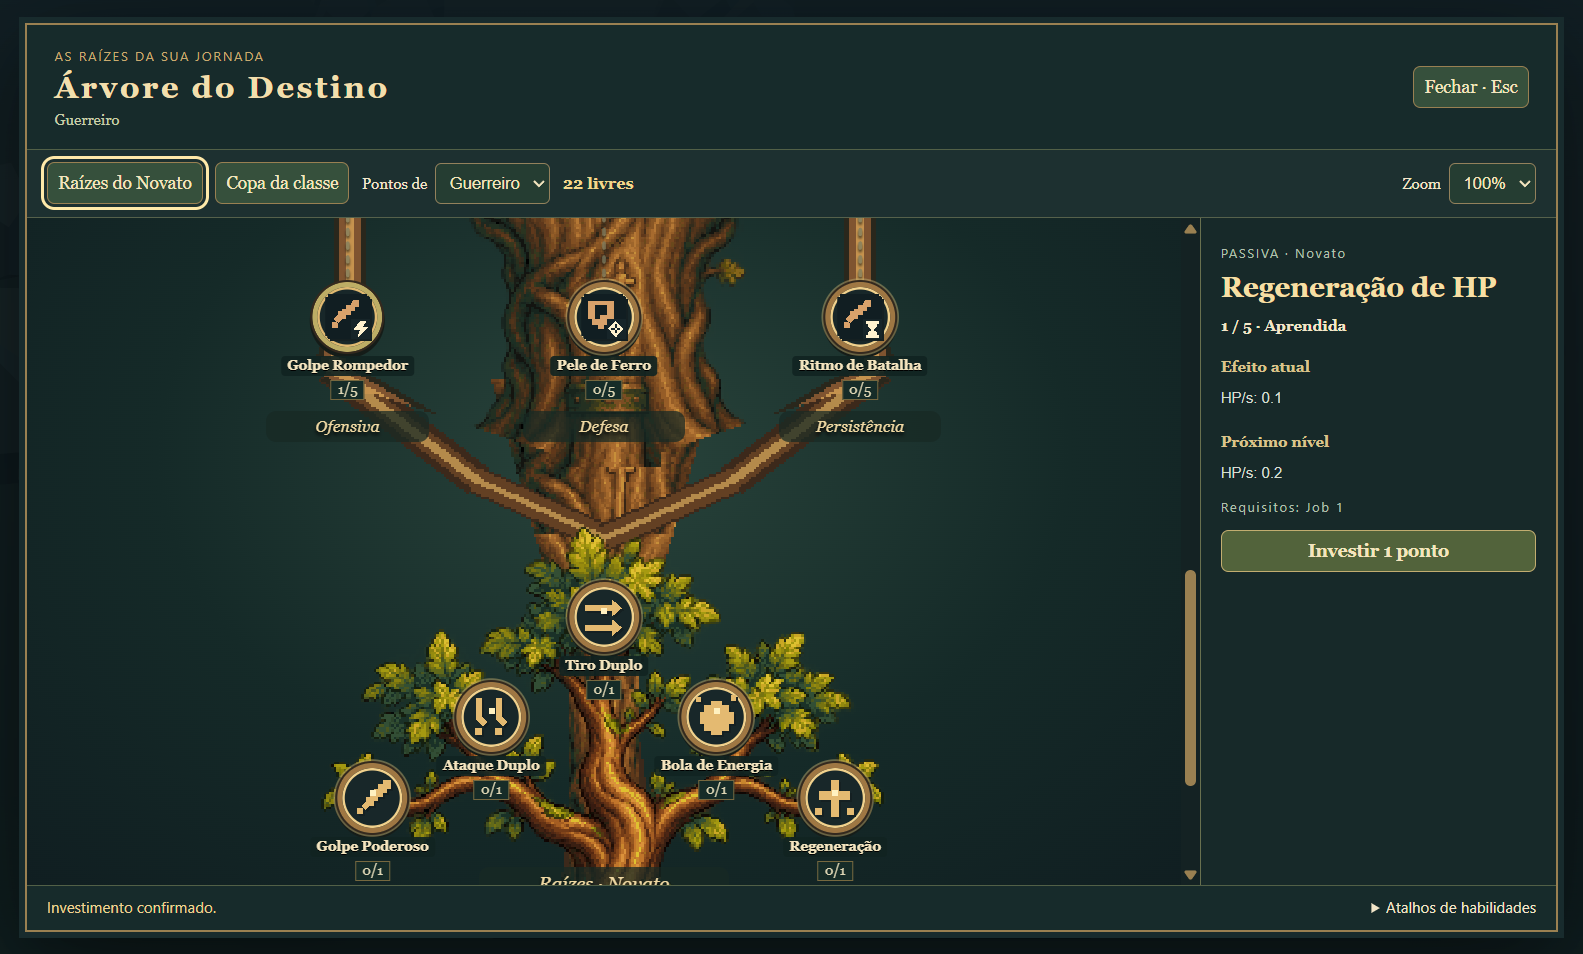 AS RAÍZES DA SUA JORNADA
Árvore do Destino
Guerreiro
Fechar · Esc
Raízes do Novato
Copa da classe
Pontos de
Guerreiro
22 livres
Zoom
100%
Golpe Rompedor
1/5
Ofensiva
Pele de Ferro
0/5
Defesa
Ritmo de Batalha
0/5
Persistência
Tiro Duplo
0/1
Ataque Duplo
0/1
Bola de Energia
0/1
Golpe Poderoso
0/1
Regeneração
0/1
Raízes · Novato
PASSIVA · Novato
Regeneração de HP
1 / 5 · Aprendida
Efeito atual
HP/s: 0.1
Próximo nível
HP/s: 0.2
Requisitos: Job 1
Investir 1 ponto
Investimento confirmado.
Atalhos de habilidades